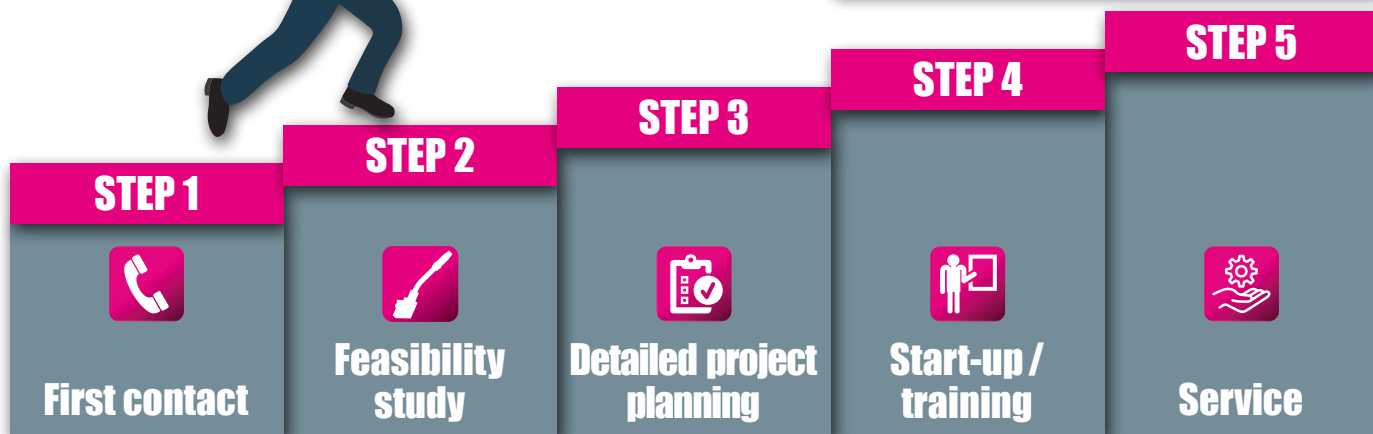 STEP 1
First contact
STEP 2
Feasibility
study
STEP 3
Detailed project
planning
STEP 4
Start-up /
training
STEP 5
Service